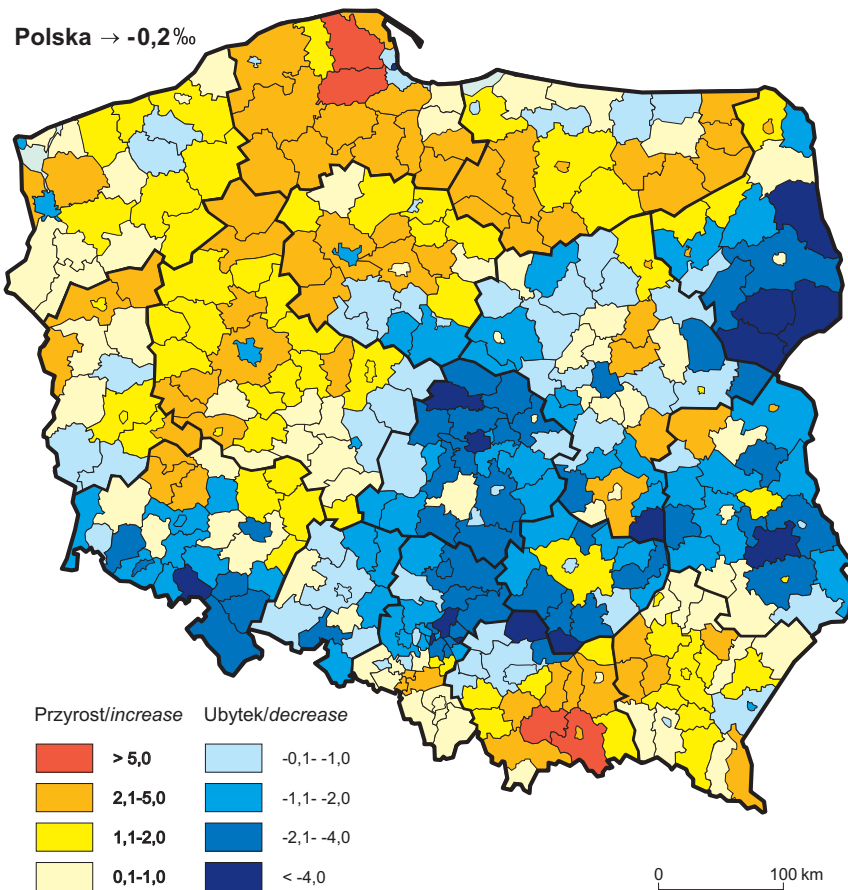 Polska → -0,2‰
Przyrost/increase Ubytek/decrease
> 5,0 -0,1- -1,0
2,1-5,0 -1,1- -2,0
1,1-2,0 -2,1- -4,0
0,1-1,0 < -4,0
0 100 km